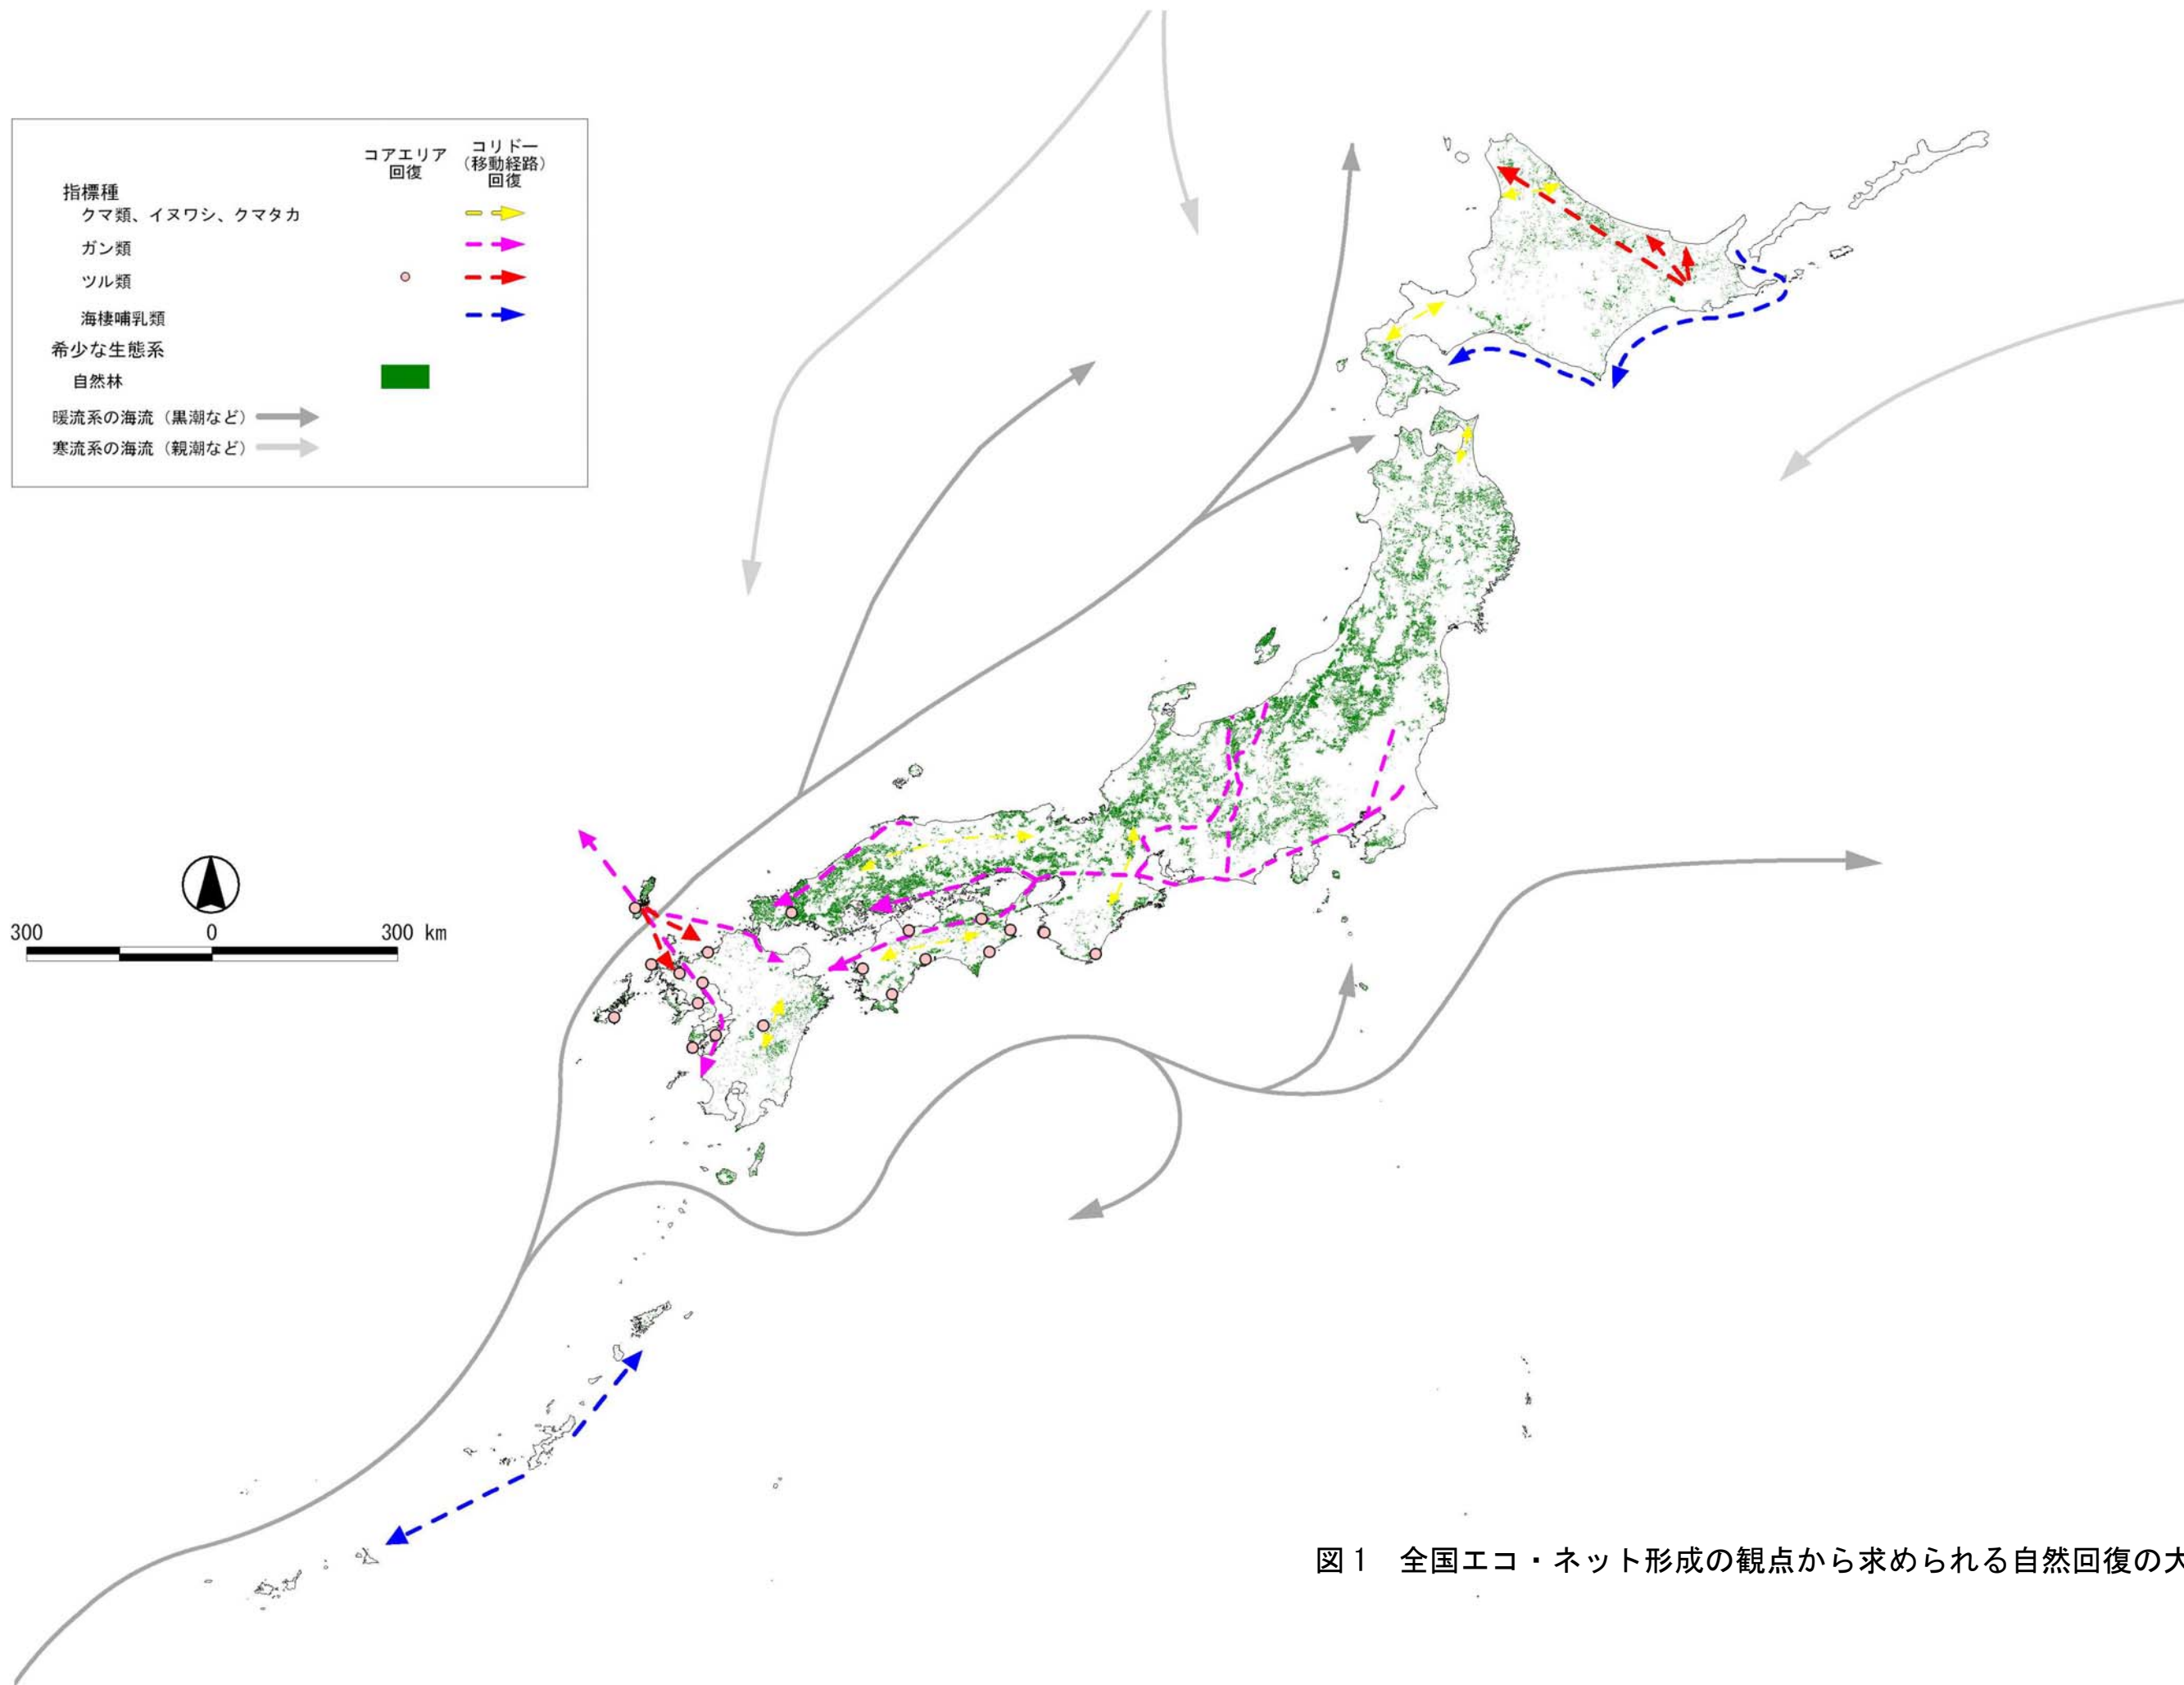 コアエリア
回復
コリドー
（移動経路）
回復
指標種
クマ類、イヌワシ、クマタカ
ガン類
ツル類
海棲哺乳類
希少な生態系
自然林
暖流系の海流（黒潮など）
寒流系の海流（親潮など）
300 0 300 km
図1 全国エコ・ネット形成の観点から求められる自然回復の大